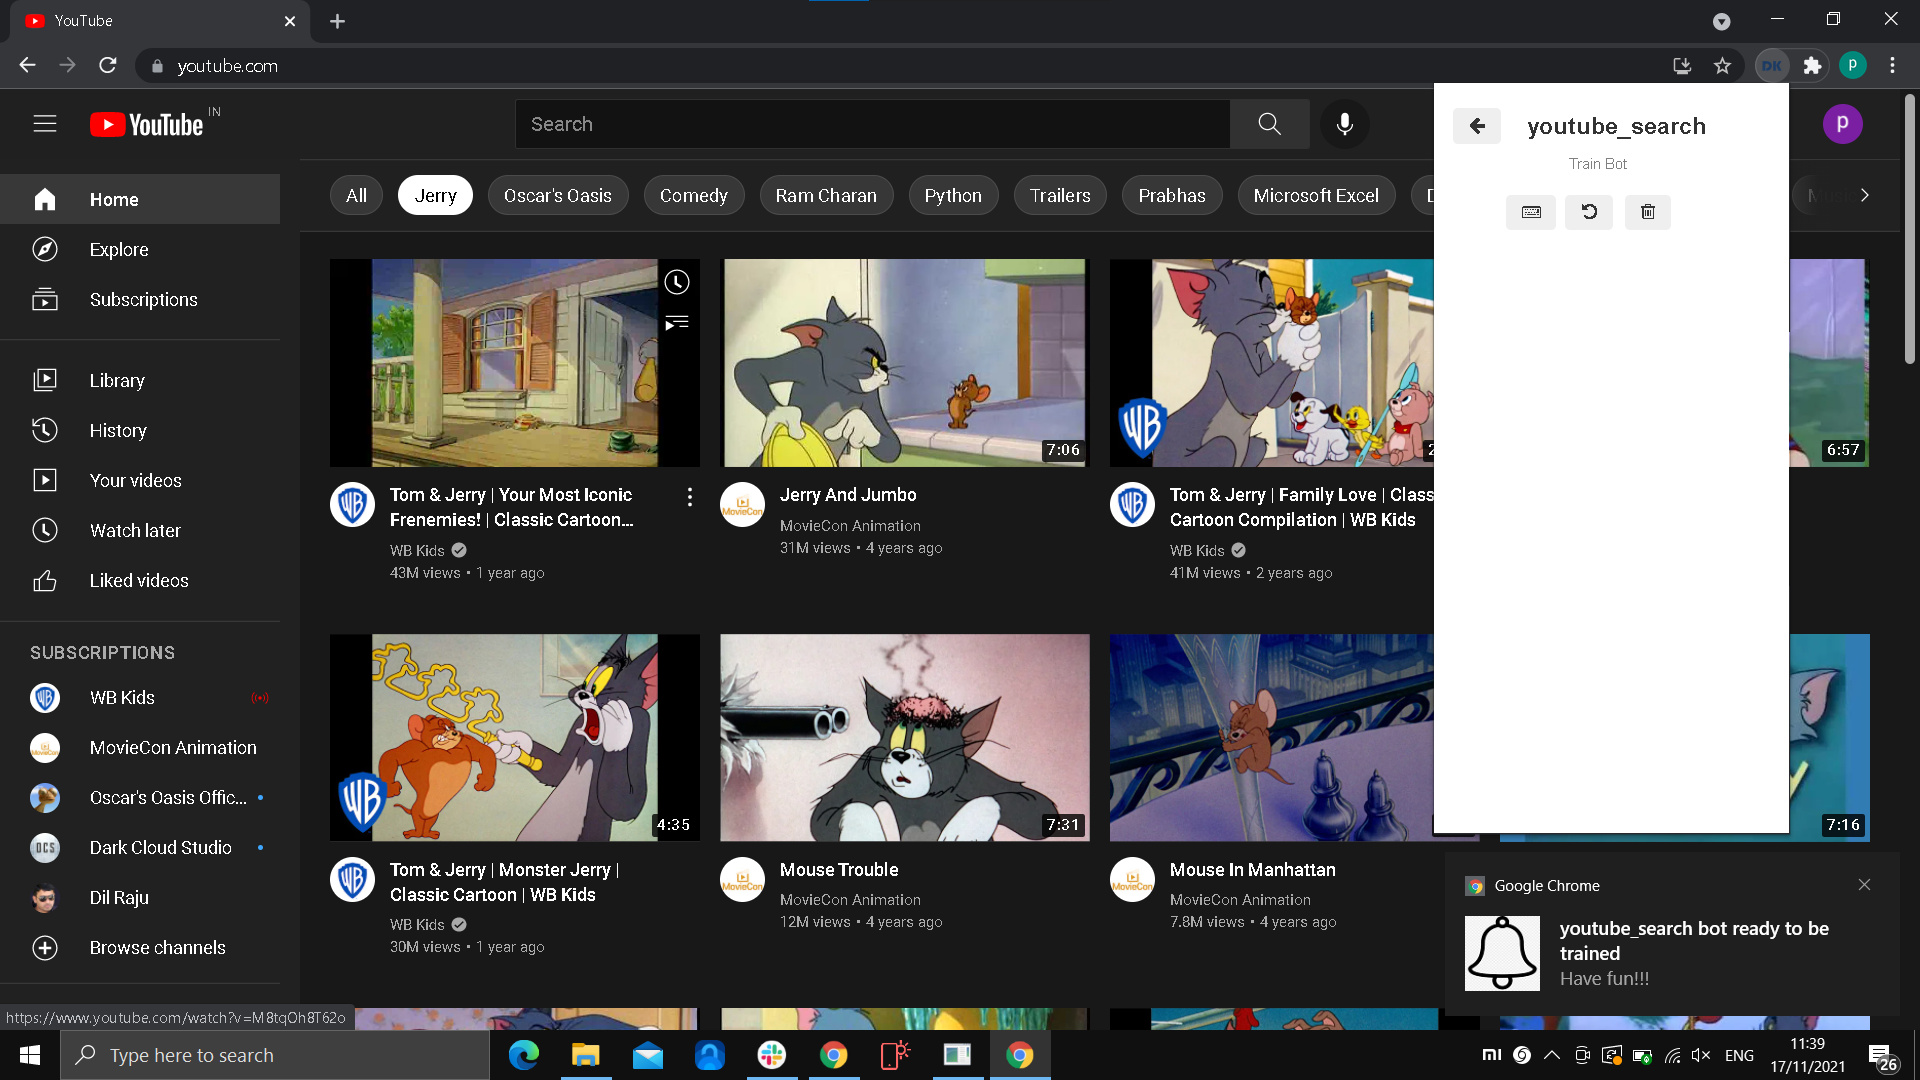 YouTube
youtube.com
DK
p
YouTube IN
Search
youtube_search
p
Train Bot
All
Jerry
Oscar's Oasis
Comedy
Ram Charan
Python
Trailers
Prabhas
Microsoft Excel
Home
Explore
Subscriptions
Library
History
Your videos
Watch later
Liked videos
SUBSCRIPTIONS
WB Kids
MovieCon Animation
Oscar's Oasis Offic...
Dark Cloud Studio
Dil Raju
Browse channels
7:06
6:57
Tom & Jerry | Your Most Iconic
Frenemies! | Classic Cartoon...
WB Kids
43M views • 1 year ago
Jerry And Jumbo
MovieCon Animation
31M views • 4 years ago
Tom & Jerry | Family Love | Class
Cartoon Compilation | WB Kids
WB Kids
41M views • 2 years ago
4:35
7:31
7:16
Tom & Jerry | Monster Jerry |
Classic Cartoon | WB Kids
WB Kids
30M views • 1 year ago
Mouse Trouble
MovieCon Animation
12M views • 4 years ago
Mouse In Manhattan
MovieCon Animation
7.8M views • 4 years ago
Google Chrome
youtube_search bot ready to be
trained
Have fun!!!
https://www.youtube.com/watch?v=M8tqOh8T62o
Type here to search
ENG
11:39
17/11/2021
26